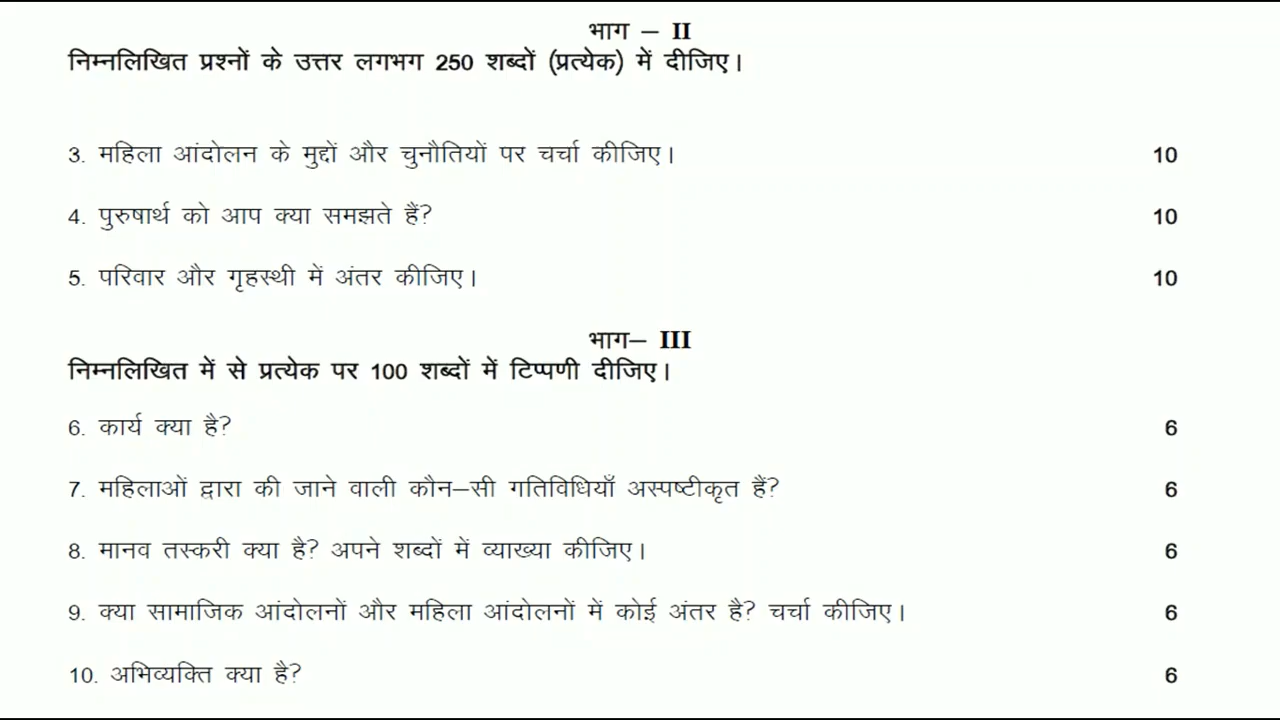 भाग – II
निम्नलिखित प्रश्नों के उत्तर लगभग 250 शब्दों (प्रत्येक) में दीजिए।
3. महिला आंदोलन के मुद्दों और चुनौतियों पर चर्चा कीजिए। 10
4. पुरुषार्थ को आप क्या समझते हैं? 10
5. परिवार और गृहस्थी में अंतर कीजिए। 10
भाग– III
निम्नलिखित में से प्रत्येक पर 100 शब्दों में टिप्पणी दीजिए।
6. कार्य क्या है? 6
7. महिलाओं द्वारा की जाने वाली कौन–सी गतिविधियाँ अस्पष्टीकृत हैं? 6
8. मानव तस्करी क्या है? अपने शब्दों में व्याख्या कीजिए। 6
9. क्या सामाजिक आंदोलनों और महिला आंदोलनों में कोई अंतर है? चर्चा कीजिए। 6
10. अभिव्यक्ति क्या है? 6